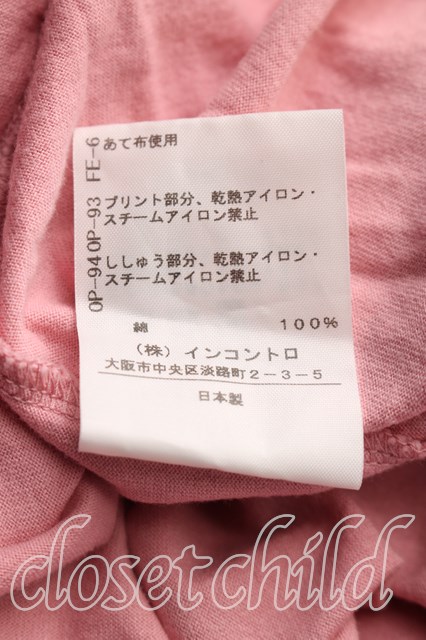 FE-6
OP-93
OP-94
あて布使用
プリント部分、乾熱アイロン・
スチームアイロン禁止
ししゅう部分、乾熱アイロン・
スチームアイロン禁止
綿 100%
(株) インコントロ
大阪市中央区淡路町2-3-5
日本製
closet child